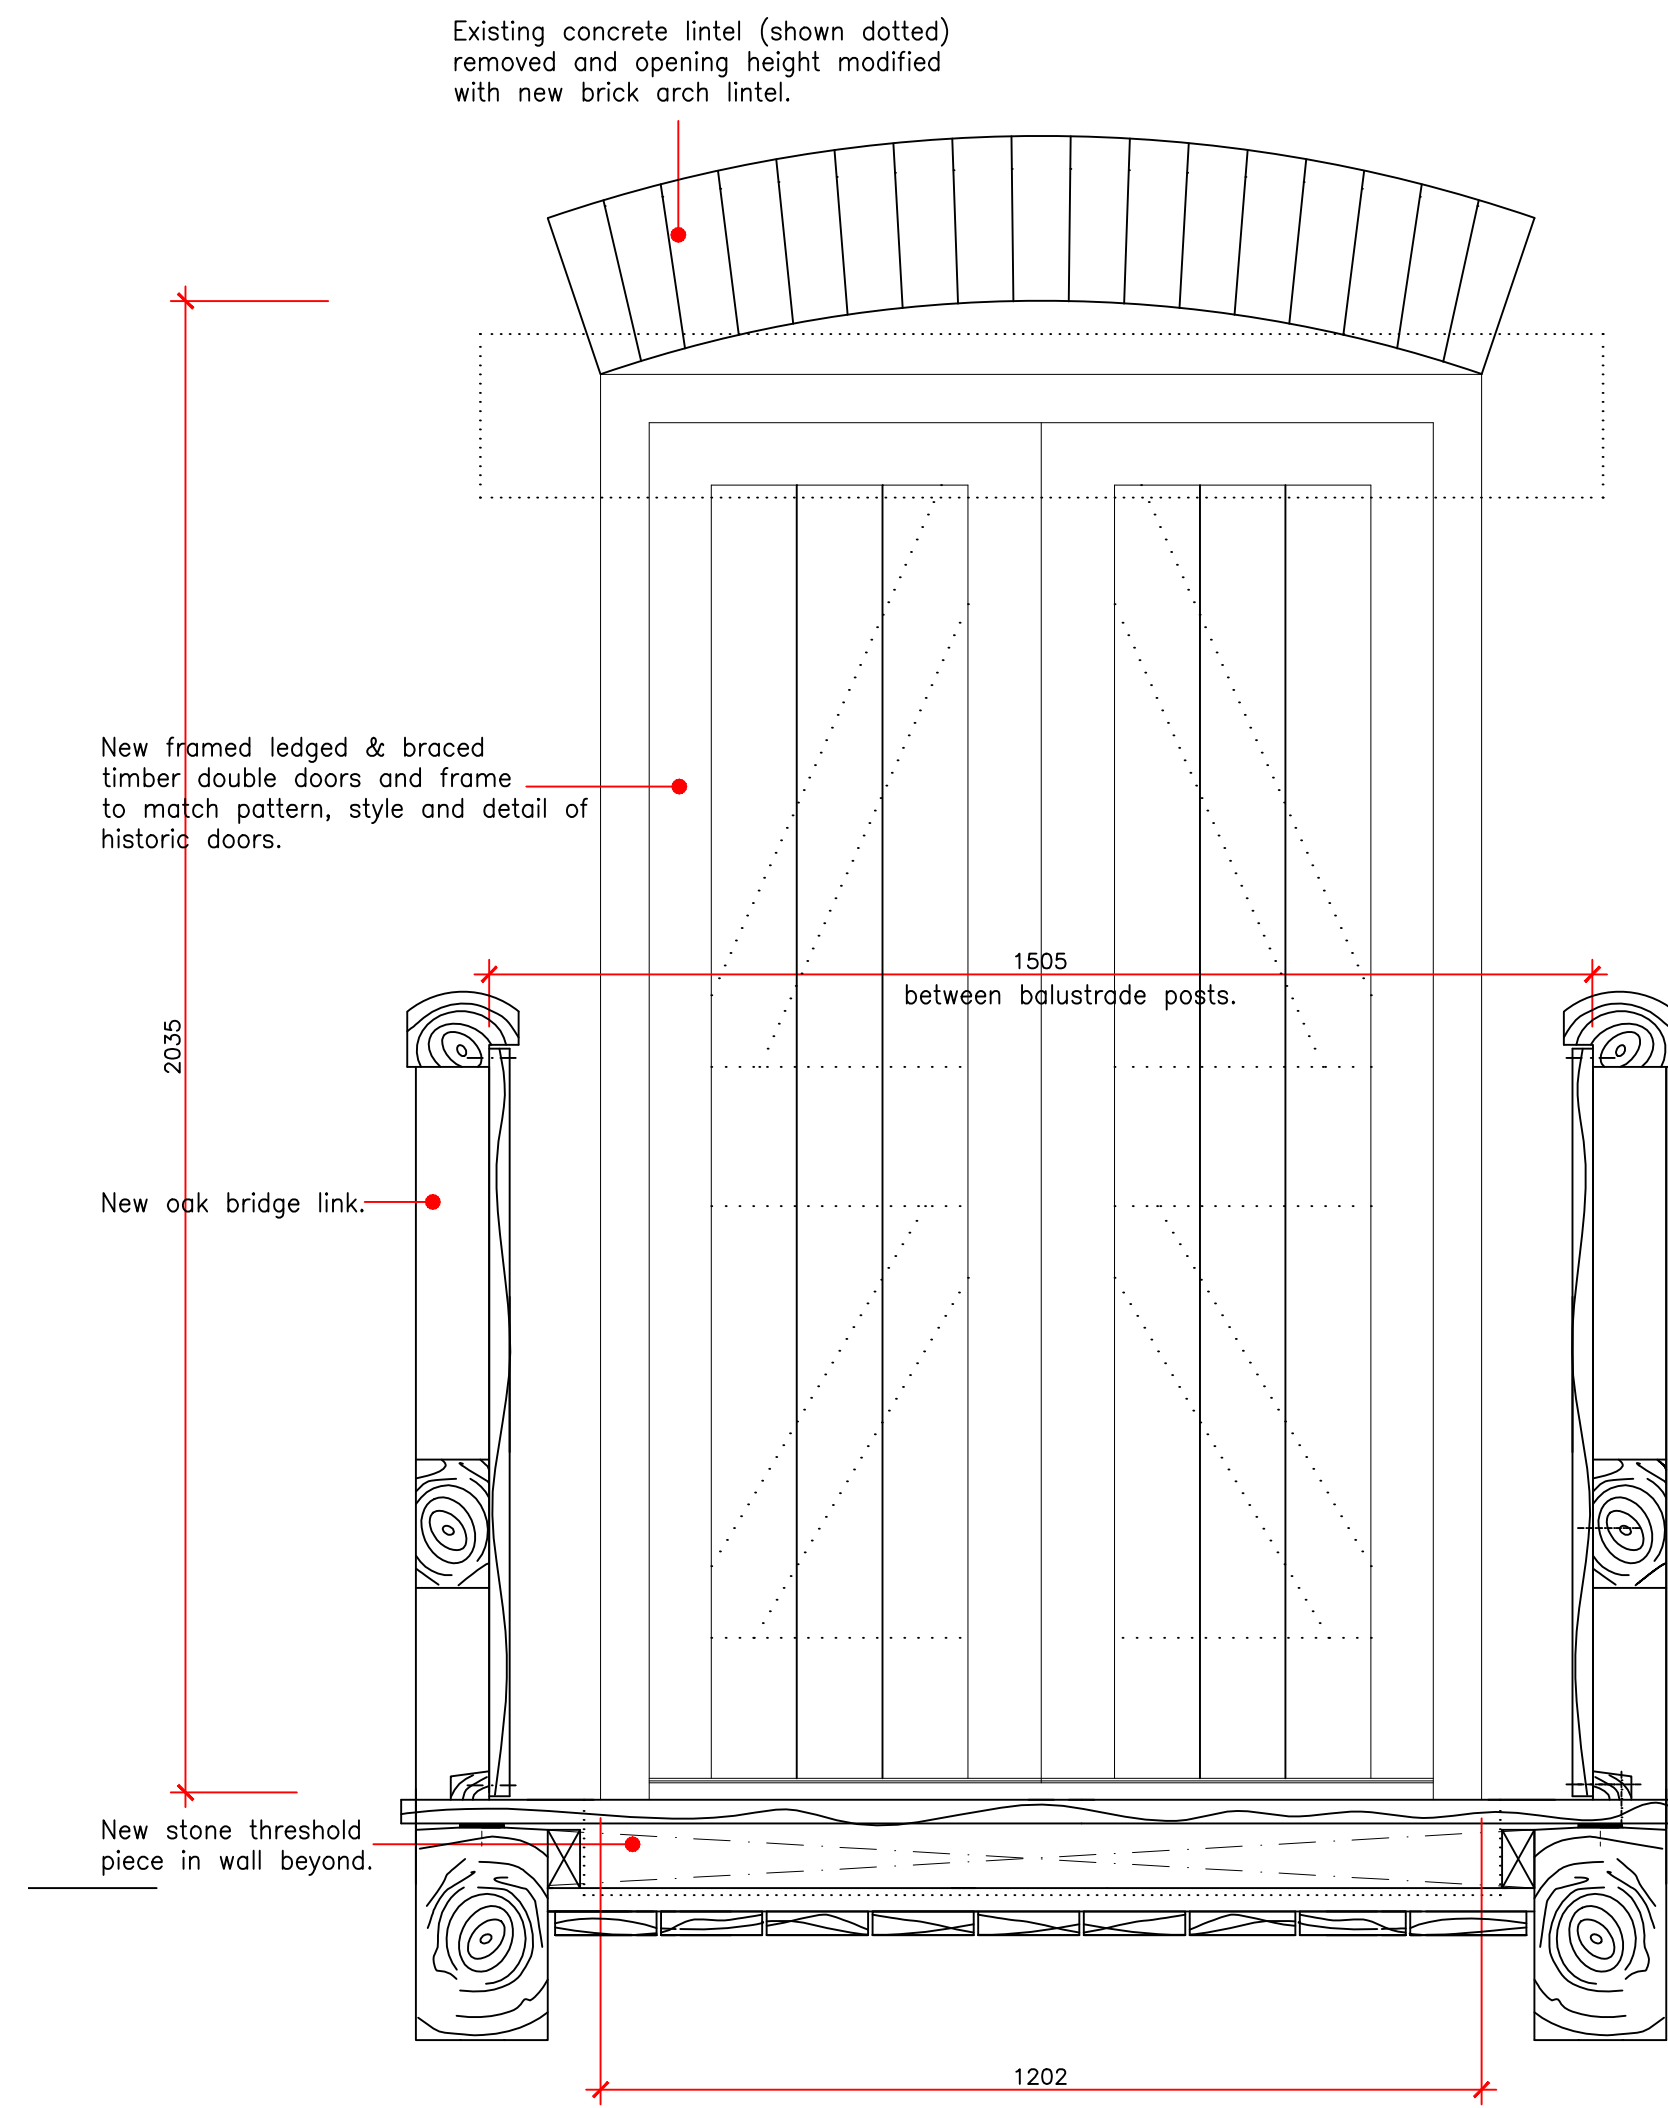 Existing concrete lintel (shown dotted)
removed and opening height modified
with new brick arch lintel.
New framed ledged & braced
timber double doors and frame
to match pattern, style and detail of
historic doors.
1505
between balustrade posts.
2035
New oak bridge link.
New stone threshold
piece in wall beyond.
1202